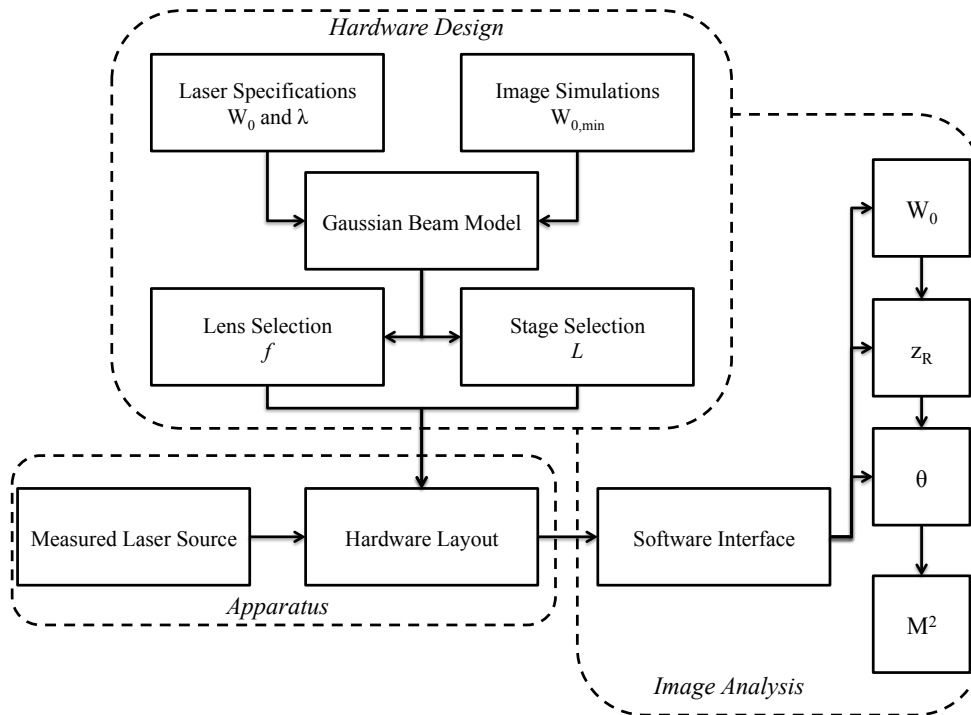 Hardware Design
Laser Specifications
W₀ and λ
Image Simulations
W₀,min
Gaussian Beam Model
Lens Selection
f
Stage Selection
L
Measured Laser Source
Hardware Layout
Apparatus
Software Interface
W₀
z_R
θ
M²
Image Analysis